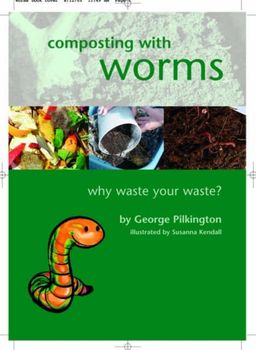 composting with
worms
why waste your waste?
by George Pilkington
illustrated by Susanna Kendall